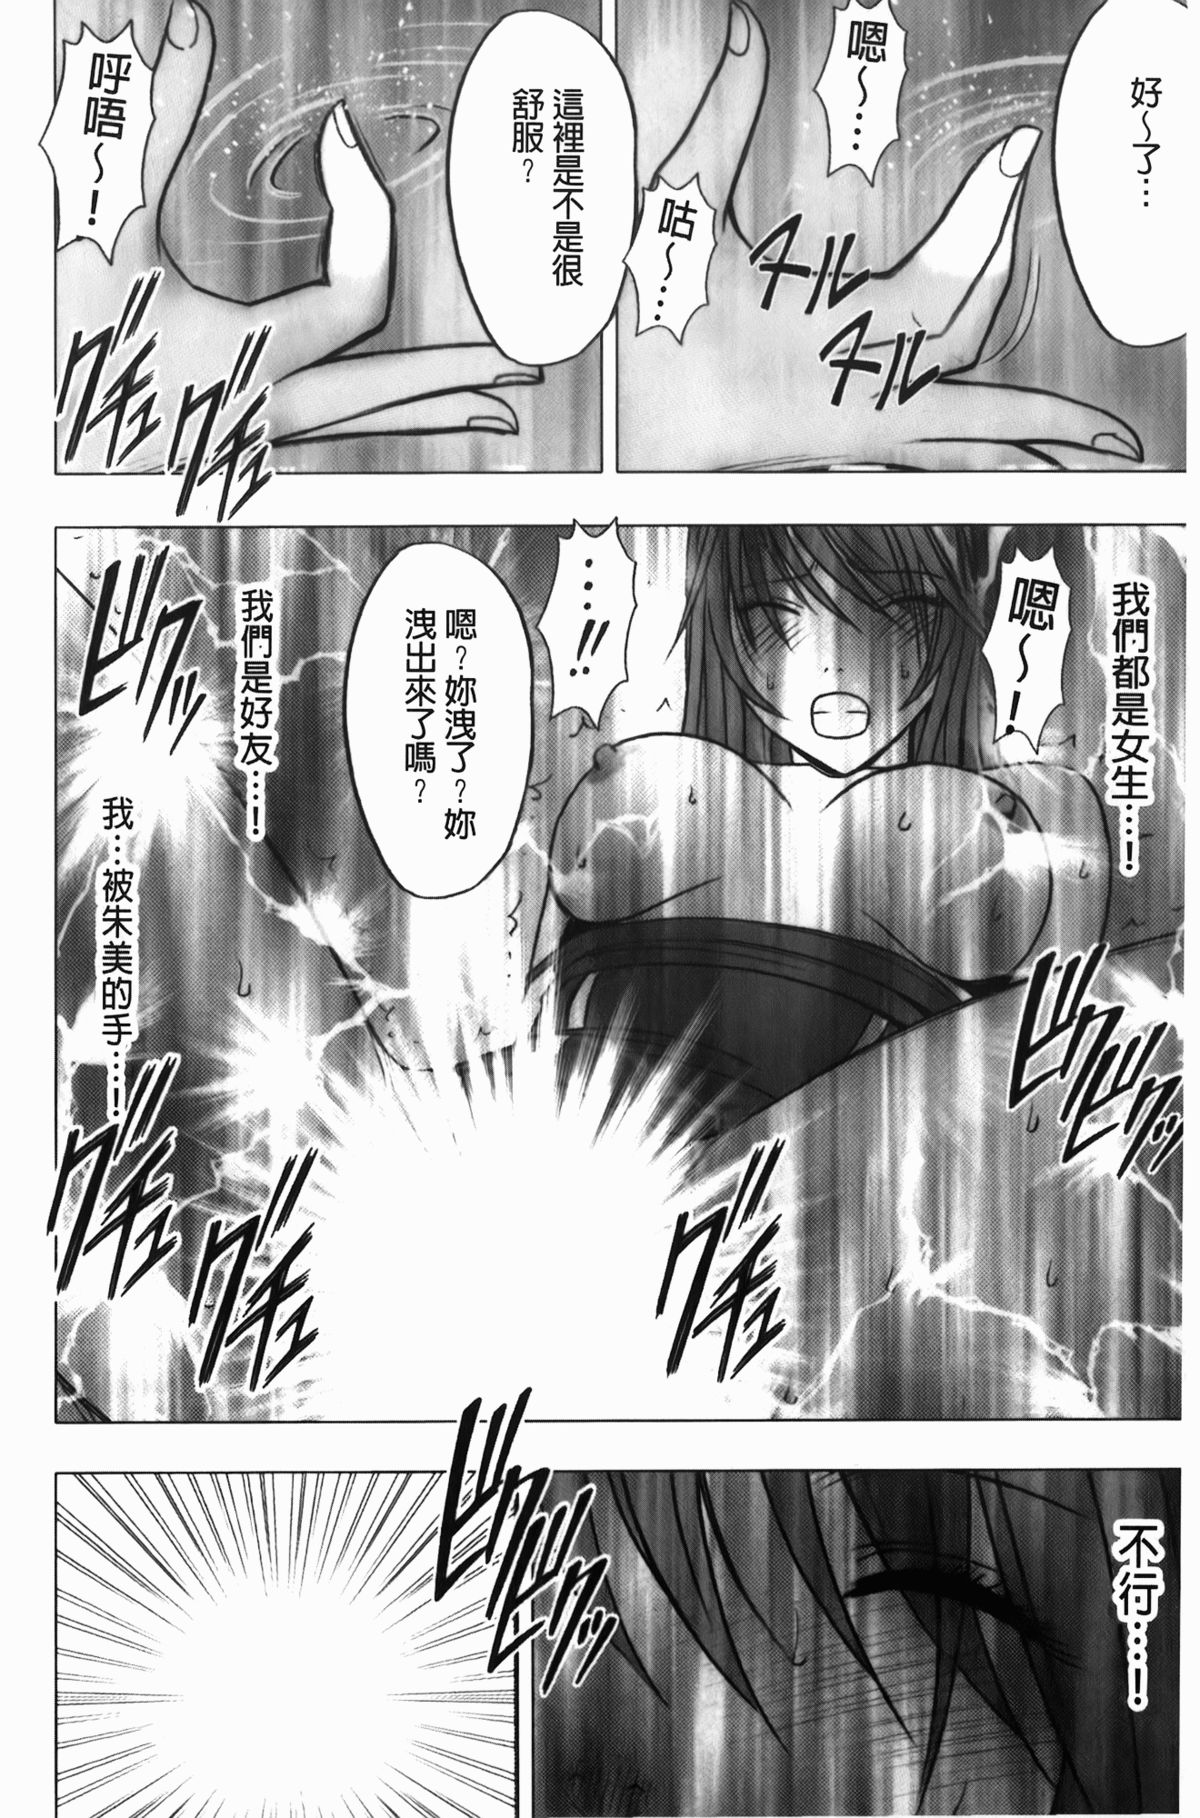 好～了…
嗯～…
咕～…
ヌル
ヌル
這裡是不是很
舒服？
呼唔～！
グチュ
グチュ
我們都是女生…！
嗯～！
…!!
嗯？妳洩了？妳
洩出來了嗎？
我們是好友…！
我…被朱美的手…！
ビクッ
ビクビクッ
グチュ
グチュ
グチュ
不行…！
ビクビクッ